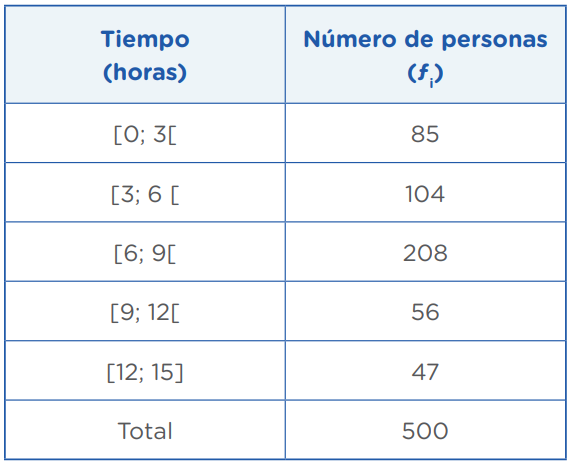 Tiempo
(horas)
Número de personas
(fi)
[0; 3[
85
[3; 6 [
104
[6; 9[
208
[9; 12[
56
[12; 15]
47
Total
500